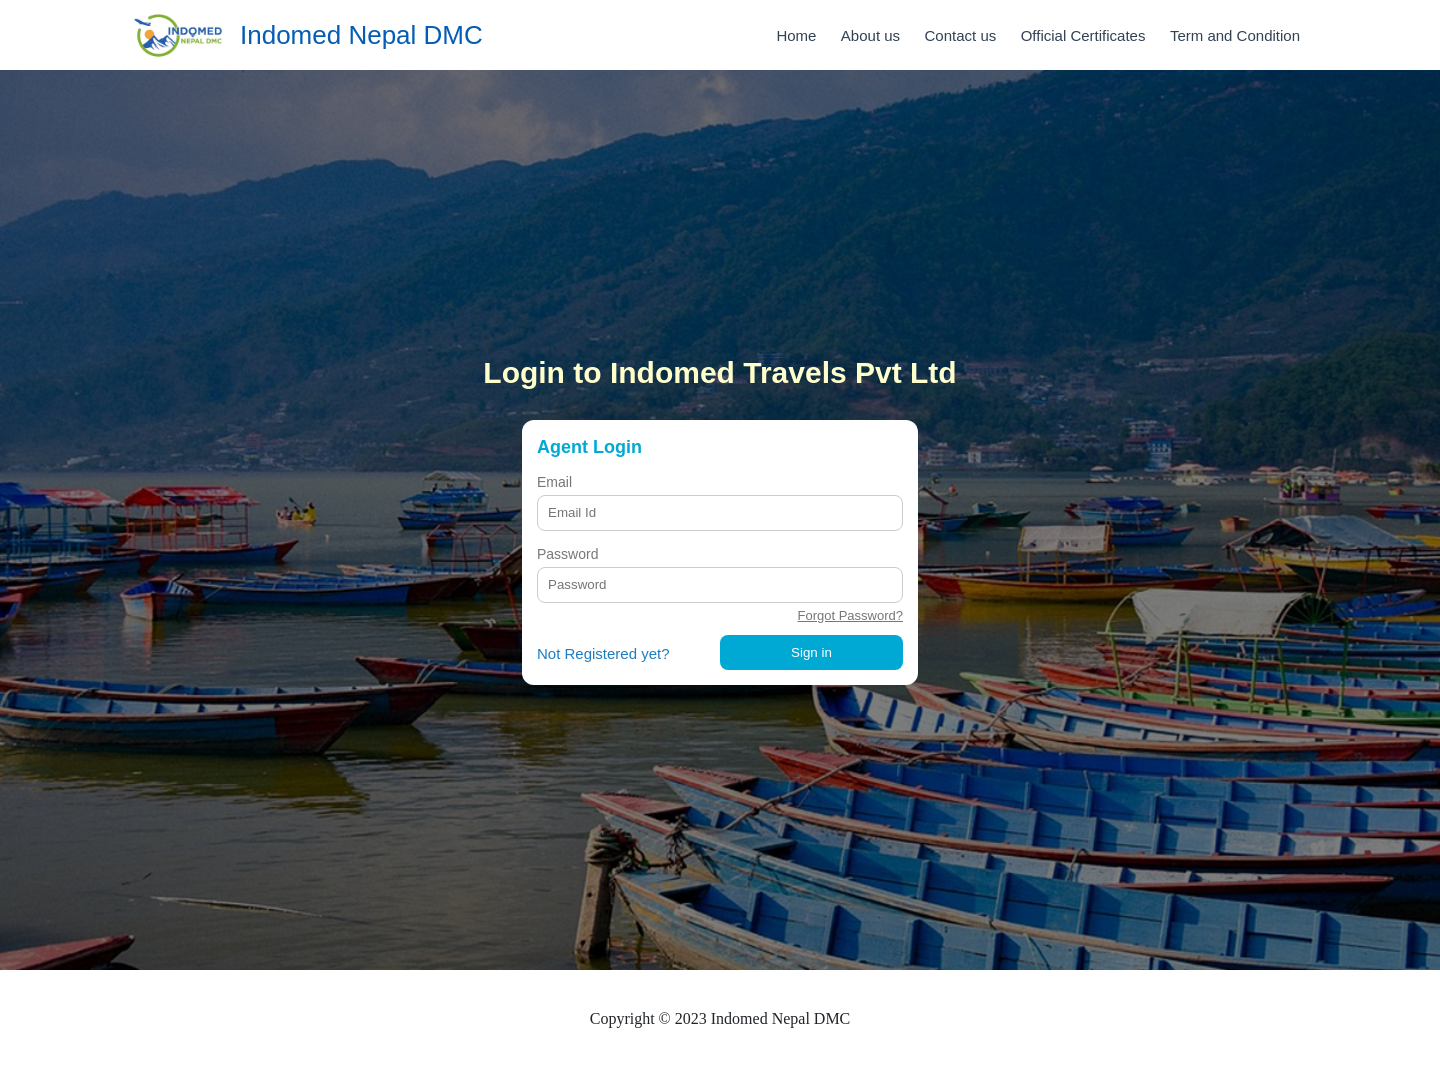 INDOMED
NEPAL DMC
Indomed Nepal DMC
Home
About us
Contact us
Official Certificates
Term and Condition
Login to Indomed Travels Pvt Ltd
Agent Login
Email
Email Id
Password
Password
Forgot Password?
Not Registered yet?
Sign in
Copyright © 2023 Indomed Nepal DMC